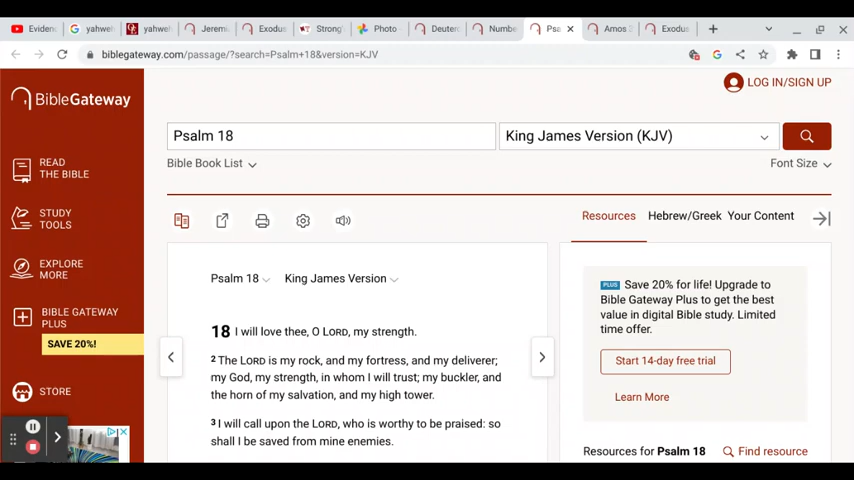 Eviden
yahwe
yahwel
Jeremi
Exodus
Strong'
Photo
Deuter
Numbe
Psa
Amos
Exodus
biblegateway.com/passage/?search=Psalm+18&version=KJV
LOG IN/SIGN UP
BibleGateway
Psalm 18
King James Version (KJV)
Bible Book List
Font Size
READ
THE BIBLE
STUDY
TOOLS
EXPLORE
MORE
BIBLE GATEWAY
PLUS
SAVE 20%!
STORE
Resources
Hebrew/Greek
Your Content
Psalm 18
King James Version
18 I will love thee, O LORD, my strength.
2 The LORD is my rock, and my fortress, and my deliverer;
my God, my strength, in whom I will trust; my buckler, and
the horn of my salvation, and my high tower.
3 I will call upon the LORD, who is worthy to be praised: so
shall I be saved from mine enemies.
PLUS Save 20% for life! Upgrade to
Bible Gateway Plus to get the best
value in digital Bible study. Limited
time offer.
Start 14-day free trial
Learn More
Resources for Psalm 18
Find resource